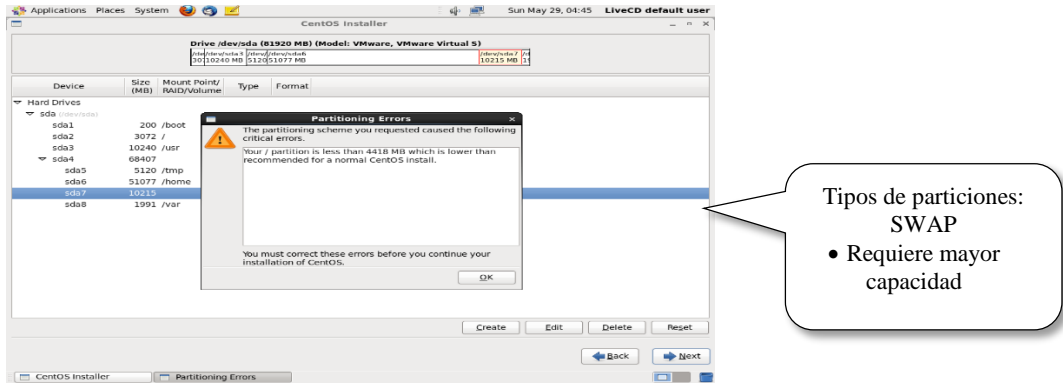 Applications Places System Sun May 29, 04:45 LiveCD default user
CentOS Installer
Drive /dev/sda (81920 MB) (Model: VMware, VMware Virtual S)
/dev/sda3 /dev/sda6 /dev/sda7
10240 MB 5120 51077 MB 10215 MB
Device Size (MB) Mount Point/ RAID/Volume Type Format
Hard Drives
sda (/dev/sda)
sda1 200 /boot
sda2 3072 /
sda3 10240 /usr
sda4 68407
sda5 5120 /tmp
sda6 51077 /home
sda7 10215
sda8 1991 /var
Partitioning Errors
The partitioning scheme you requested caused the following
critical errors.
Your / partition is less than 4418 MB which is lower than
recommended for a normal CentOS install.
You must correct these errors before you continue your
installation of CentOS.
OK
Create Edit Delete Reset
Back Next
CentOS Installer Partitioning Errors
Tipos de particiones:
SWAP
• Requiere mayor
capacidad